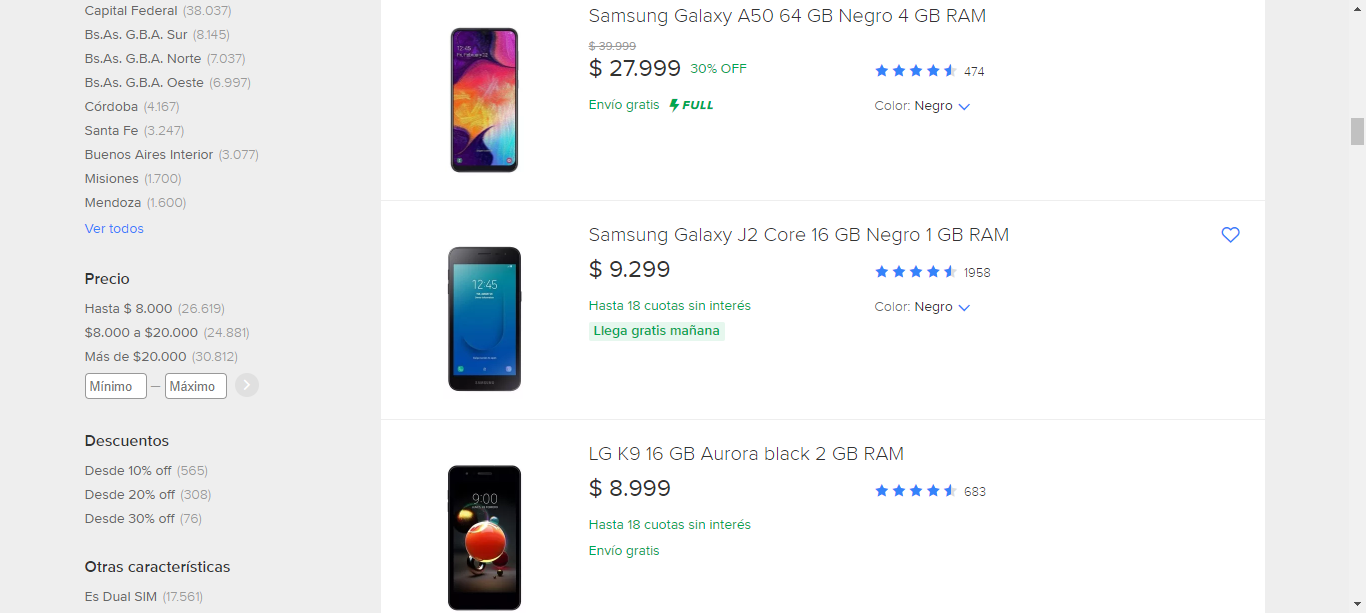 Capital Federal (38.037)
Bs.As. G.B.A. Sur (8.145)
Bs.As. G.B.A. Norte (7.037)
Bs.As. G.B.A. Oeste (6.997)
Córdoba (4.167)
Santa Fe (3.247)
Buenos Aires Interior (3.077)
Misiones (1.700)
Mendoza (1.600)
Ver todos
Precio
Hasta $ 8.000 (26.619)
$8.000 a $20.000 (24.881)
Más de $20.000 (30.812)
Mínimo – Máximo
Descuentos
Desde 10% off (565)
Desde 20% off (308)
Desde 30% off (76)
Otras características
Es Dual SIM (17.561)
Samsung Galaxy A50 64 GB Negro 4 GB RAM
$ 39.999
$ 27.999 30% OFF
474
Envío gratis FULL
Color: Negro
12:45
Samsung Galaxy J2 Core 16 GB Negro 1 GB RAM
$ 9.299
1958
Hasta 18 cuotas sin interés
Color: Negro
Llega gratis mañana
12:45
SAMSUNG
LG K9 16 GB Aurora black 2 GB RAM
$ 8.999
683
Hasta 18 cuotas sin interés
Envío gratis
9:00